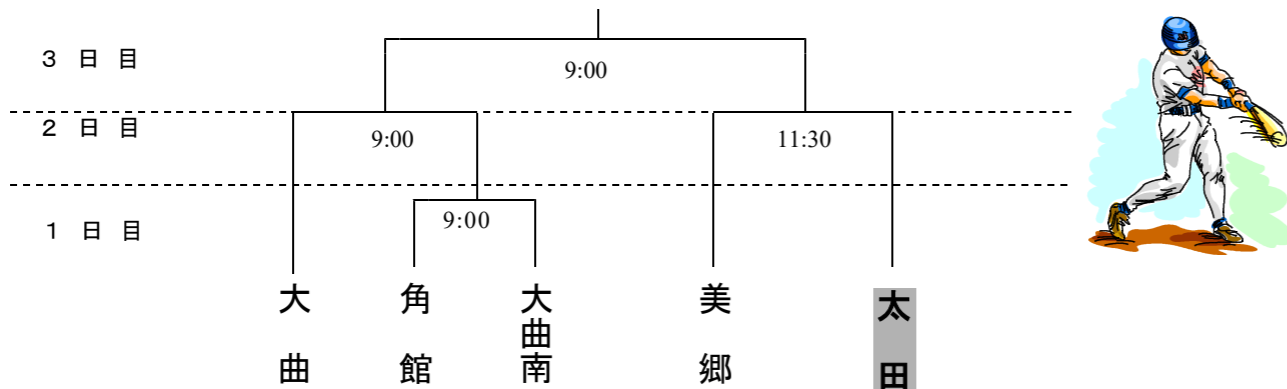 ３ 日 目
9:00
２ 日 目
9:00
11:30
１ 日 目
9:00
大曲
角館
大曲南
美郷
太田